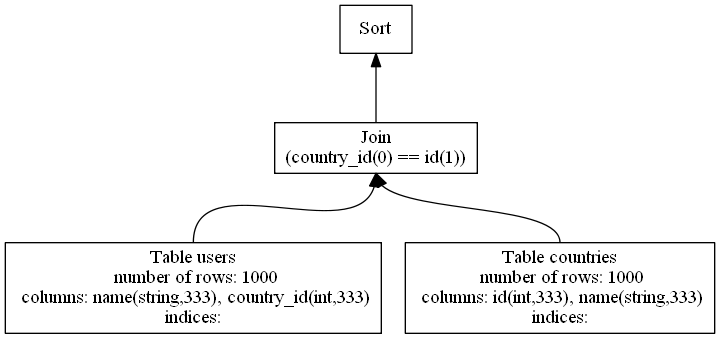 Sort
Join
(country_id(0) == id(1))
Table users
number of rows: 1000
columns: name(string,333), country_id(int,333)
indices:
Table countries
number of rows: 1000
columns: id(int,333), name(string,333)
indices: